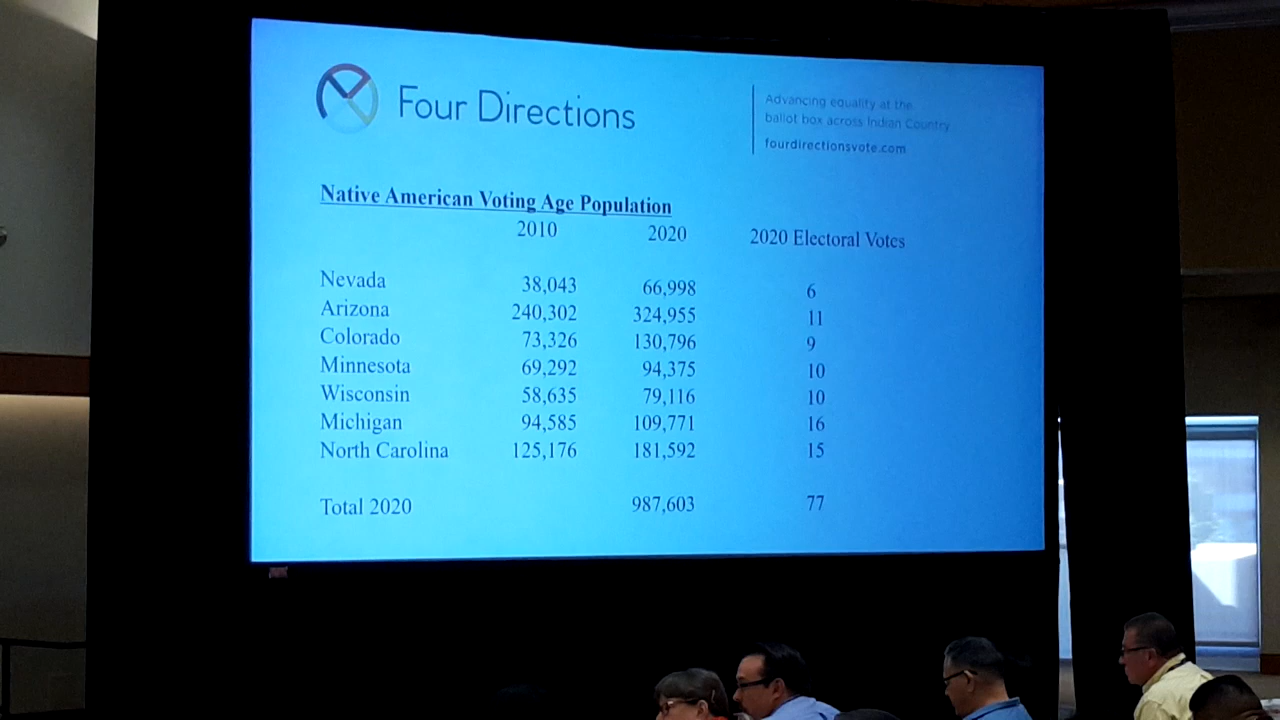 Four Directions
Advancing equality at the
ballot box across Indian Country
fourdirectionsvote.com
Native American Voting Age Population
2010 2020 2020 Electoral Votes
Nevada 38,043 66,998 6
Arizona 240,302 324,955 11
Colorado 73,326 130,796 9
Minnesota 69,292 94,375 10
Wisconsin 58,635 79,116 10
Michigan 94,585 109,771 16
North Carolina 125,176 181,592 15
Total 2020 987,603 77